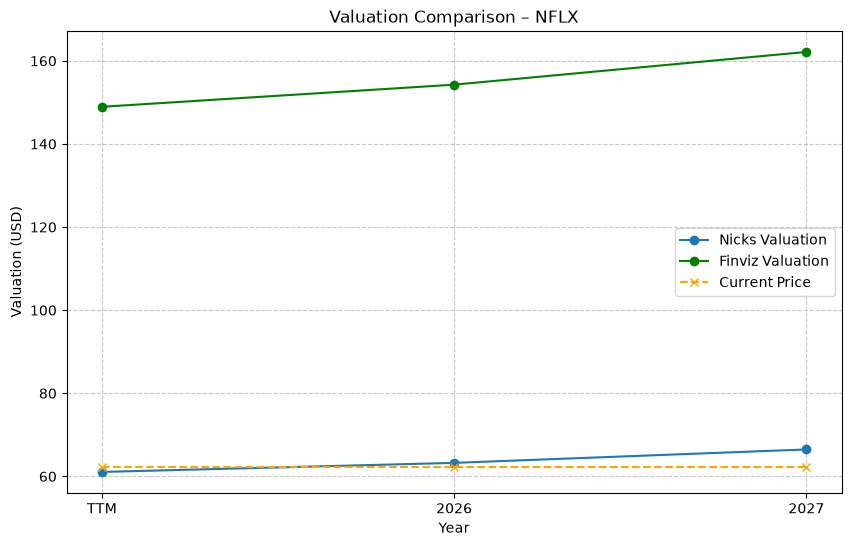 Valuation Comparison – NFLX
Valuation (USD)
160
140
120
100
80
60
Nicks Valuation
Finviz Valuation
Current Price
TTM
2026
2027
Year